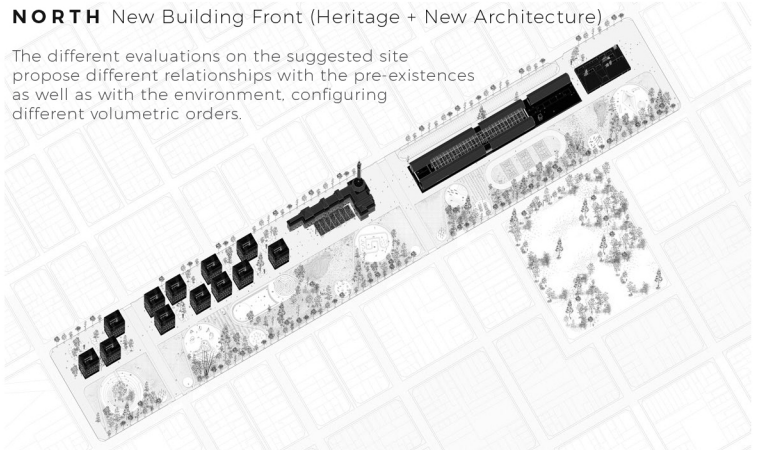 NORTH New Building Front (Heritage + New Architecture)
The different evaluations on the suggested site
propose different relationships with the pre-existences
as well as with the environment, configuring
different volumetric orders.